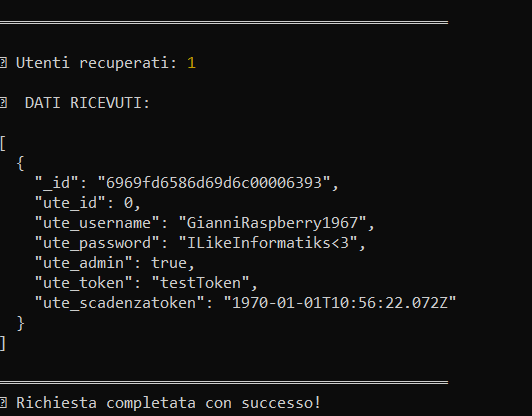 Utenti recuperati: 1
DATI RICEVUTI:
[
  {
    "_id": "6969fd6586d69d6c00006393",
    "ute_id": 0,
    "ute_username": "GianniRaspberry1967",
    "ute_password": "ILikeInformatiks<3",
    "ute_admin": true,
    "ute_token": "testToken",
    "ute_scadenzatoken": "1970-01-01T10:56:22.072Z"
  }
]
Richiesta completata con successo!